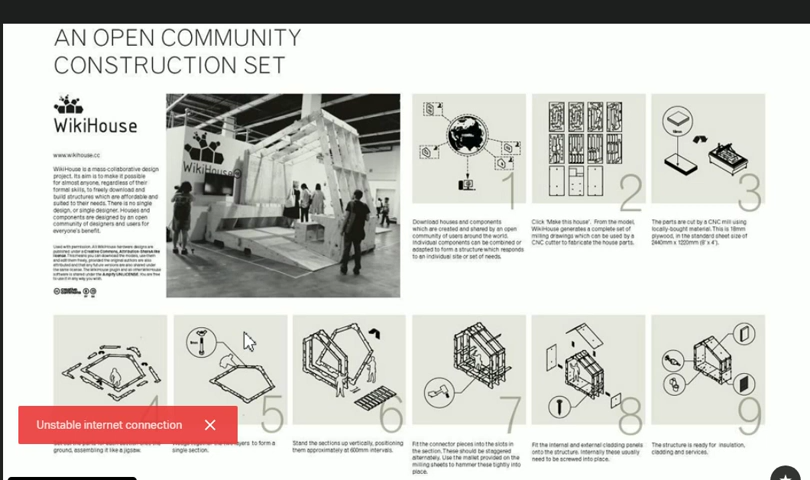 AN OPEN COMMUNITY
CONSTRUCTION SET
WikiHouse
www.wikihouse.cc
WikiHouse is a mass-collaborative design
project. Its aim is to make it possible
for almost anyone, regardless of their
formal skills, to freely download and
build structures which are affordable and
suited to their needs. There is no single
design, or single designer. Houses and
components are designed by an open
community of designers and users for
everyone's benefit.
WikiHouse
1
Download houses and components
which are created and shared by an open
community of users around the world.
Individual components can be combined or
adapted to form a structure which responds
to an individual site or set of needs.
2
Click 'Make this house'. From the model,
WikiHouse generates a complete set of
milling drawings which can be used by a
CNC cutter to fabricate the house parts.
3
The parts are cut by a CNC mill using
locally-bought material. This is 18mm
plywood, in the standard sheet size of
2440mm x 1220mm (8' x 4').
4
ground, assembling it like a jigsaw.
5
layers to form a
single section.
6
Stand the sections up vertically, positioning
them approximately at 600mm intervals.
7
Fit the connector pieces into the slots in
the section. These should be staggered
alternately. Use the mallet provided on the
milling sheets to hammer these tightly into
place.
8
Fit the internal and external cladding panels
onto the structure. Internally these usually
need to be screwed into place.
9
The structure is ready for insulation,
cladding and services.
Unstable internet connection